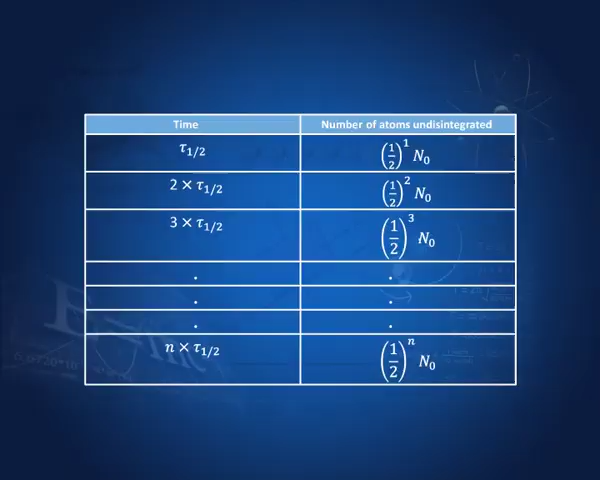 Time Number of atoms undisintegrated
τ₁/₂ (1/2)¹ N₀
2 × τ₁/₂ (1/2)² N₀
3 × τ₁/₂ (1/2)³ N₀
. .
. .
. .
n × τ₁/₂ (1/2)ⁿ N₀